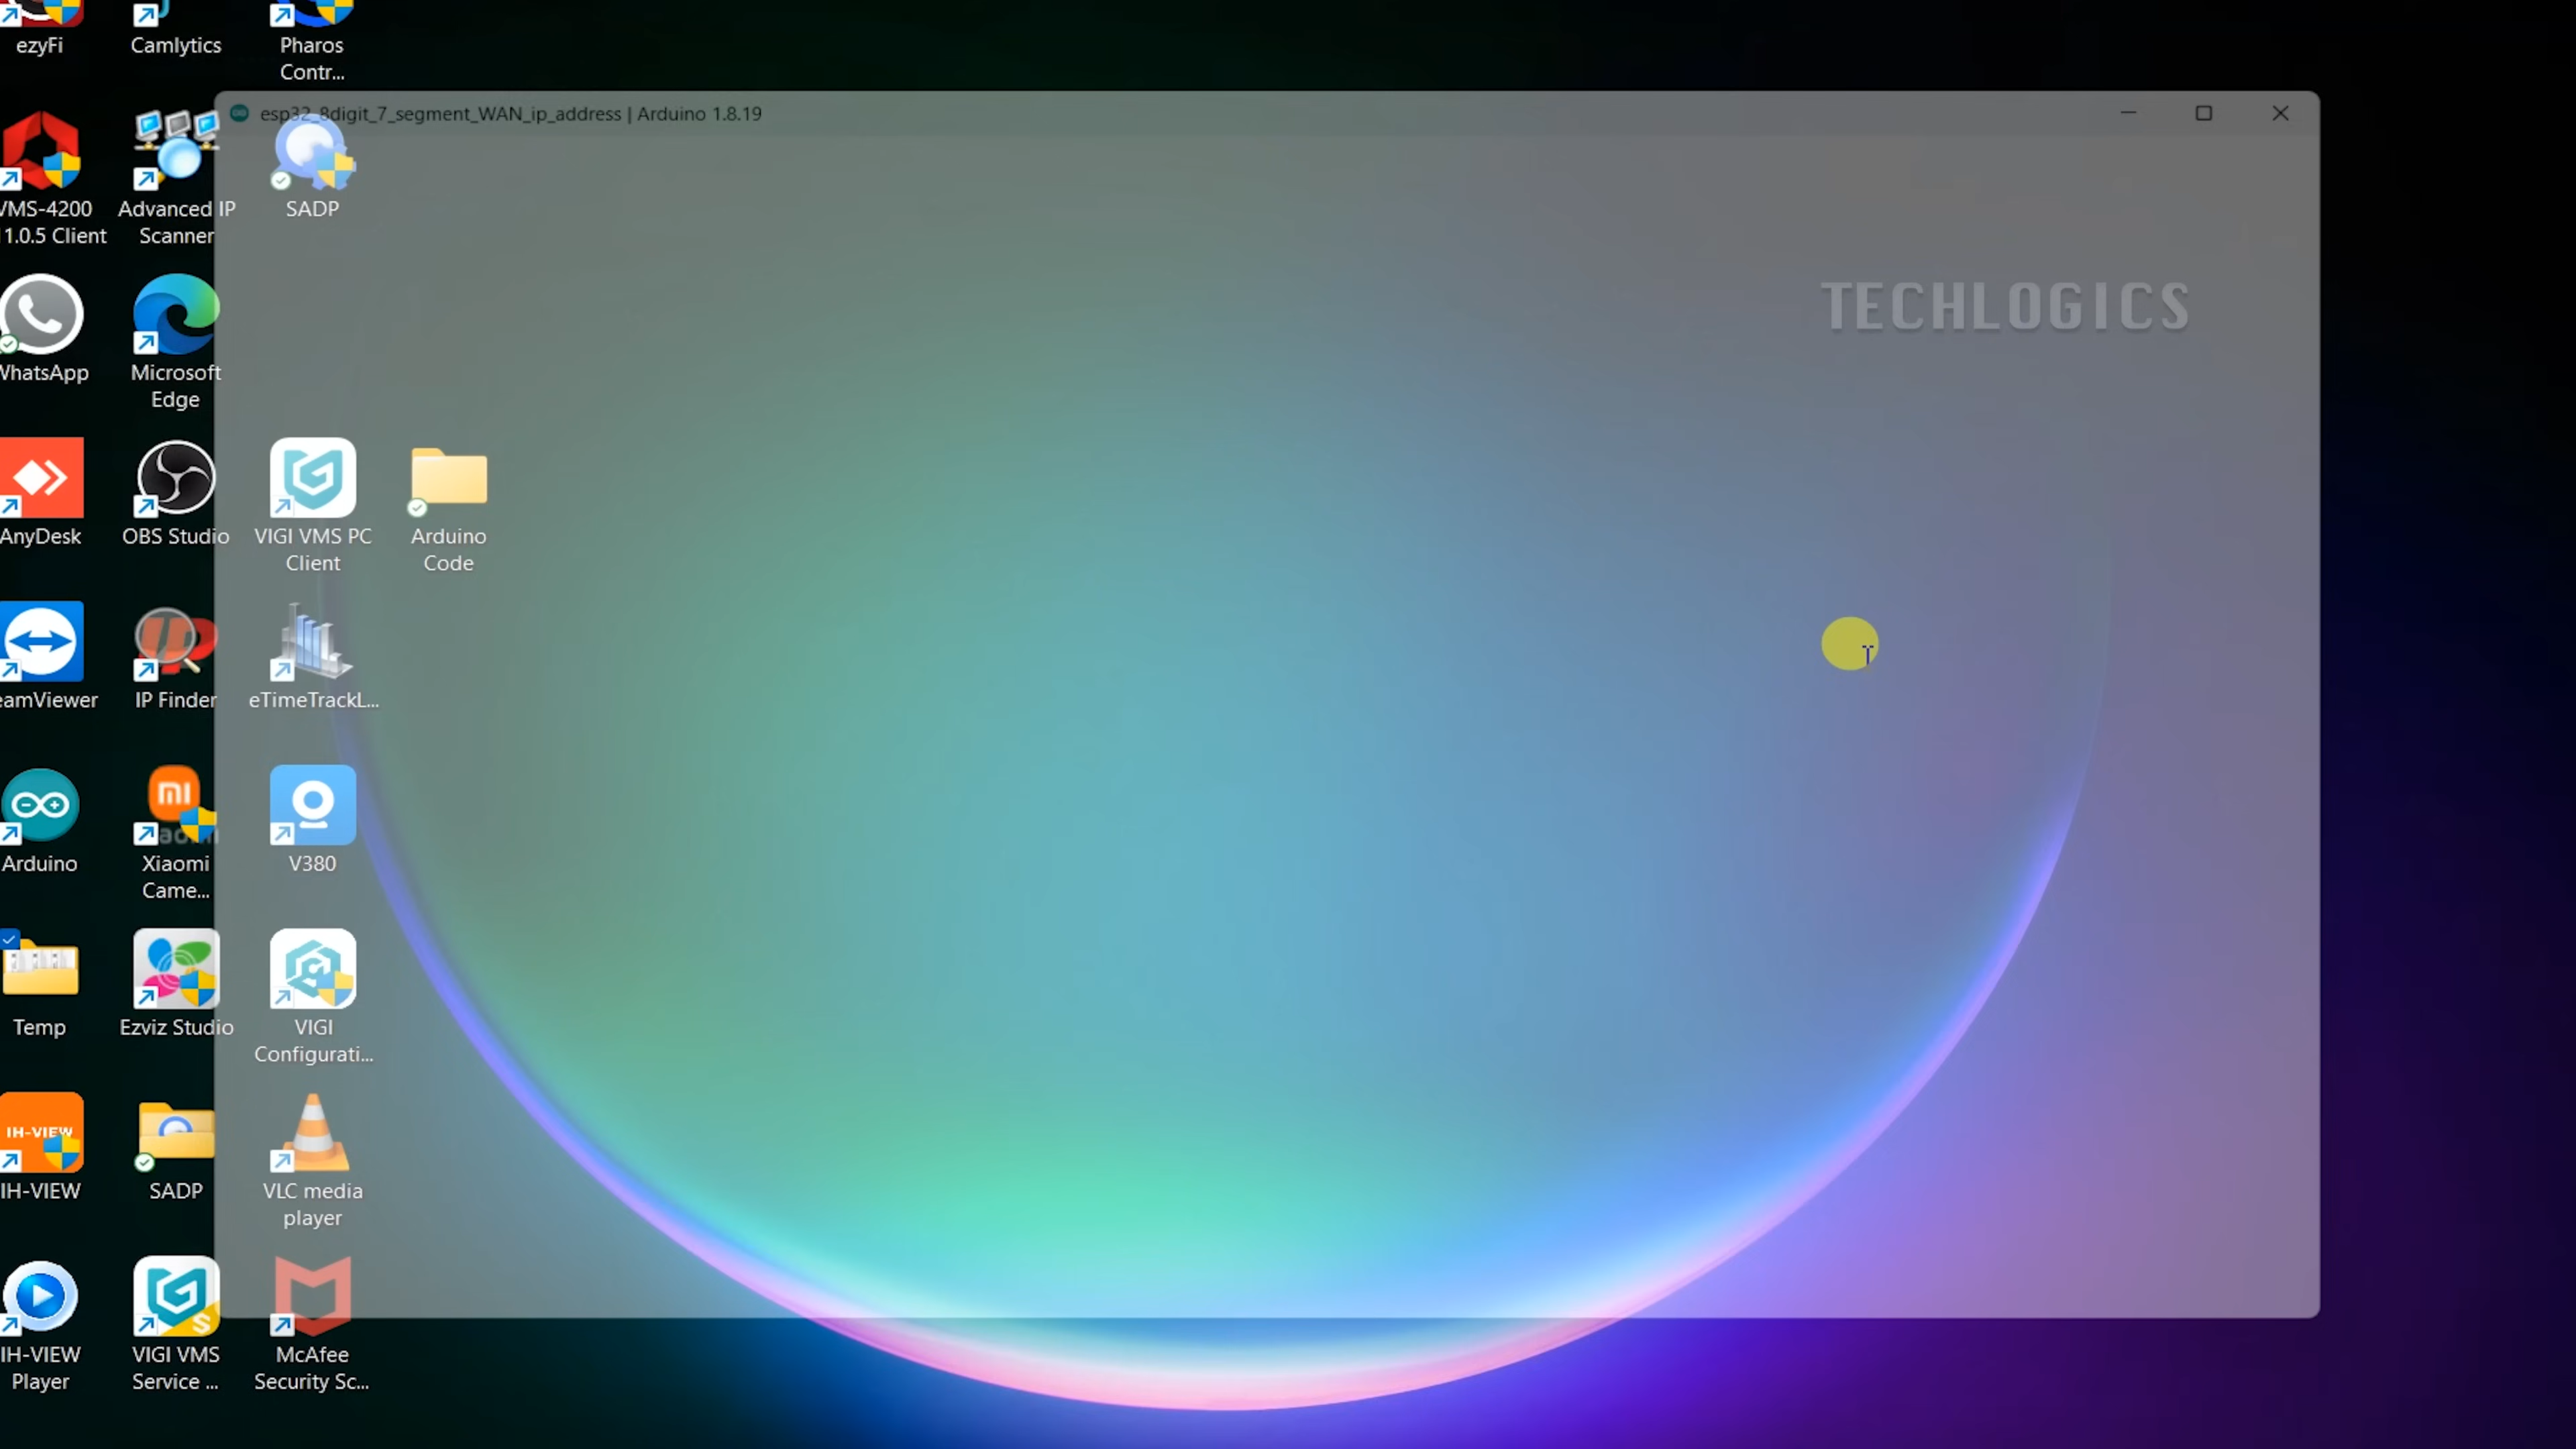 ezyFi
Camlytics
Pharos
Contr...
esp32_8digit_7_segment_WAN_ip_address | Arduino 1.8.19
VMS-4200
1.0.5 Client
Advanced IP
Scanner
SADP
TECHLOGICS
WhatsApp
Microsoft
Edge
AnyDesk
OBS Studio
VIGI VMS PC
Client
Arduino
Code
eamViewer
IP Finder
eTimeTrackL...
Arduino
mi
Xiaomi
Came...
V380
Temp
Ezviz Studio
VIGI
Configurati...
IH-VIEW
IH-VIEW
SADP
VLC media
player
IH-VIEW
Player
VIGI VMS
Service ...
McAfee
Security Sc...